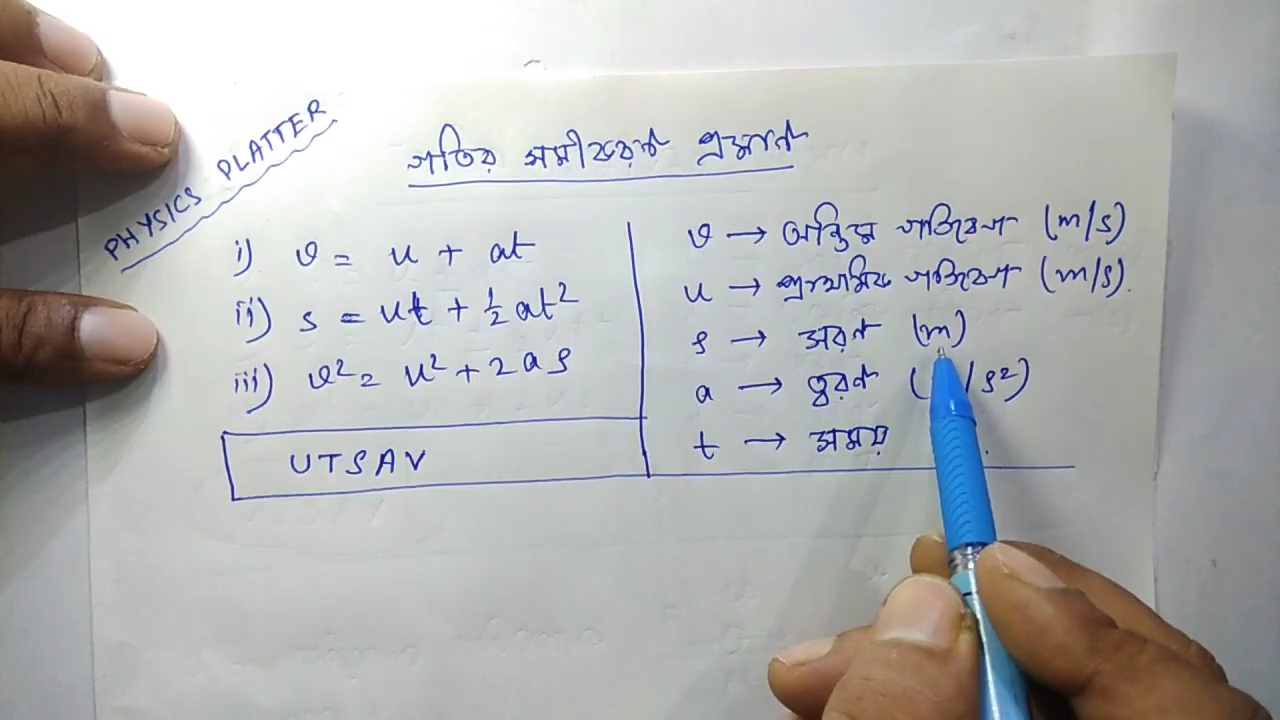 PHYSICS PLATTER
গতির সমীকরণ প্রমাণ
i) v = u + at
ii) s = ut + ½at²
iii) v² = u² + 2as
UTSAV
v → অন্তিম গতিবেগ (m/s)
u → প্রাথমিক গতিবেগ (m/s).
s → সরণ (m)
a → ত্বরণ ( /s²)
t → সময়